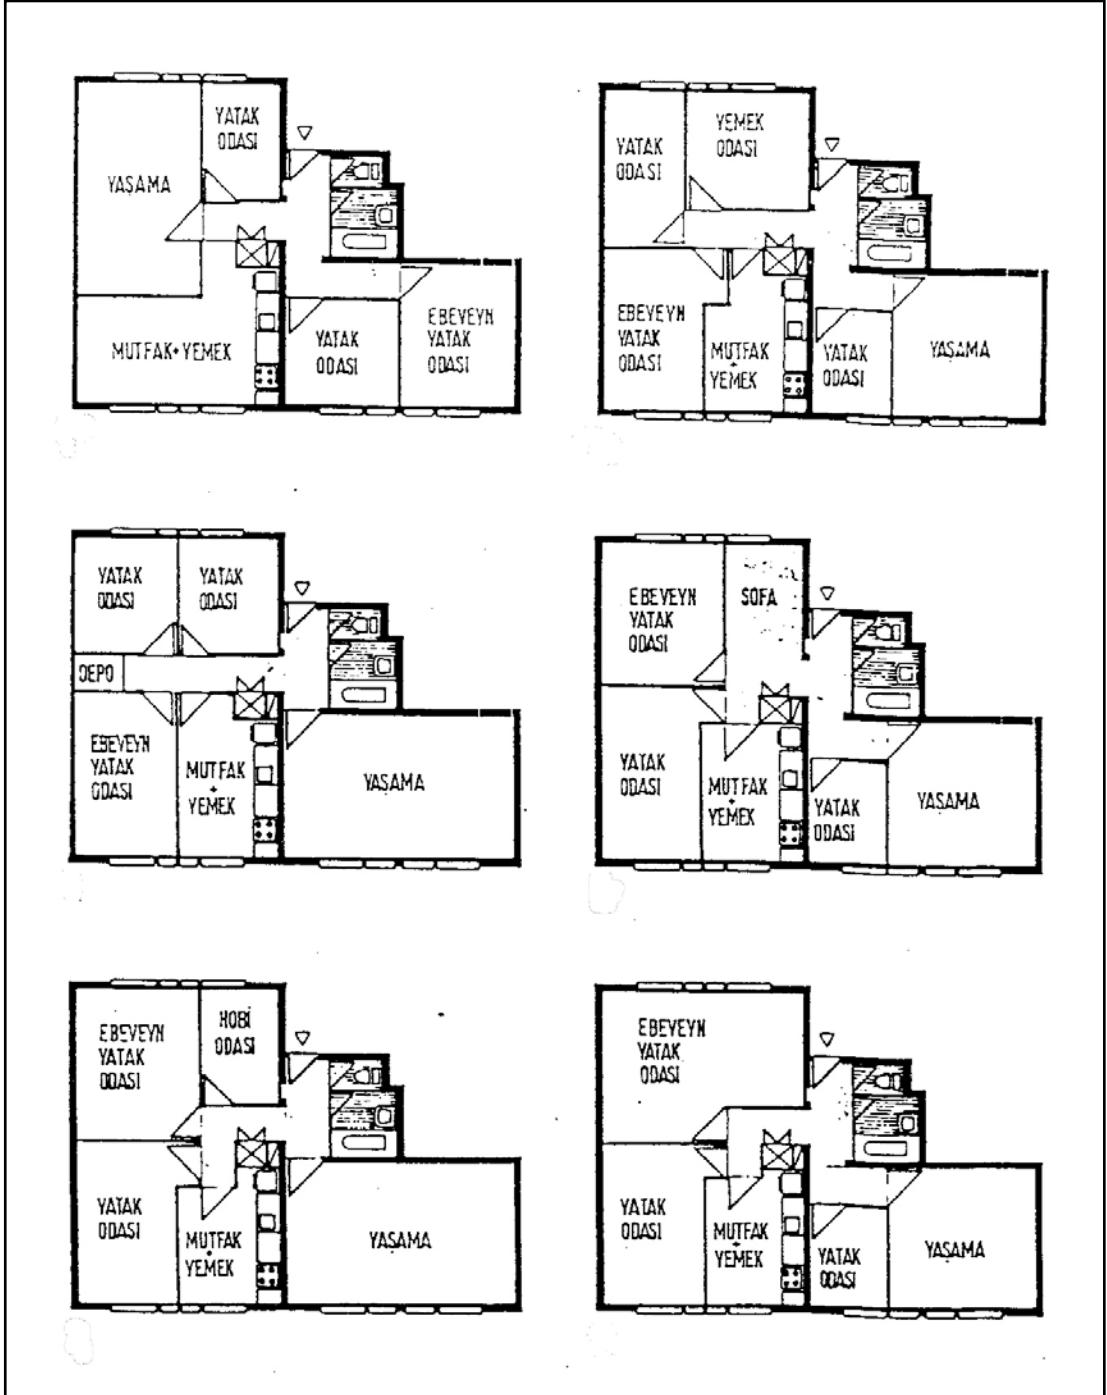 YATAK
ODASI
YAŞAMA
MUTFAK+YEMEK
YATAK
ODASI
EBEVEYN
YATAK
ODASI
YATAK
ODASI
YEMEK
ODASI
EBEVEYN
YATAK
ODASI
MUTFAK
+
YEMEK
YATAK
ODASI
YAŞAMA
YATAK
ODASI
YATAK
ODASI
DEPO
EBEVEYN
YATAK
ODASI
MUTFAK
+
YEMEK
YAŞAMA
EBEVEYN
YATAK
ODASI
SOFA
YATAK
ODASI
MUTFAK
+
YEMEK
YATAK
ODASI
YAŞAMA
EBEVEYN
YATAK
ODASI
HOBİ
ODASI
YATAK
ODASI
MUTFAK
+
YEMEK
YAŞAMA
EBEVEYN
YATAK
ODASI
YATAK
ODASI
MUTFAK
+
YEMEK
YATAK
ODASI
YAŞAMA